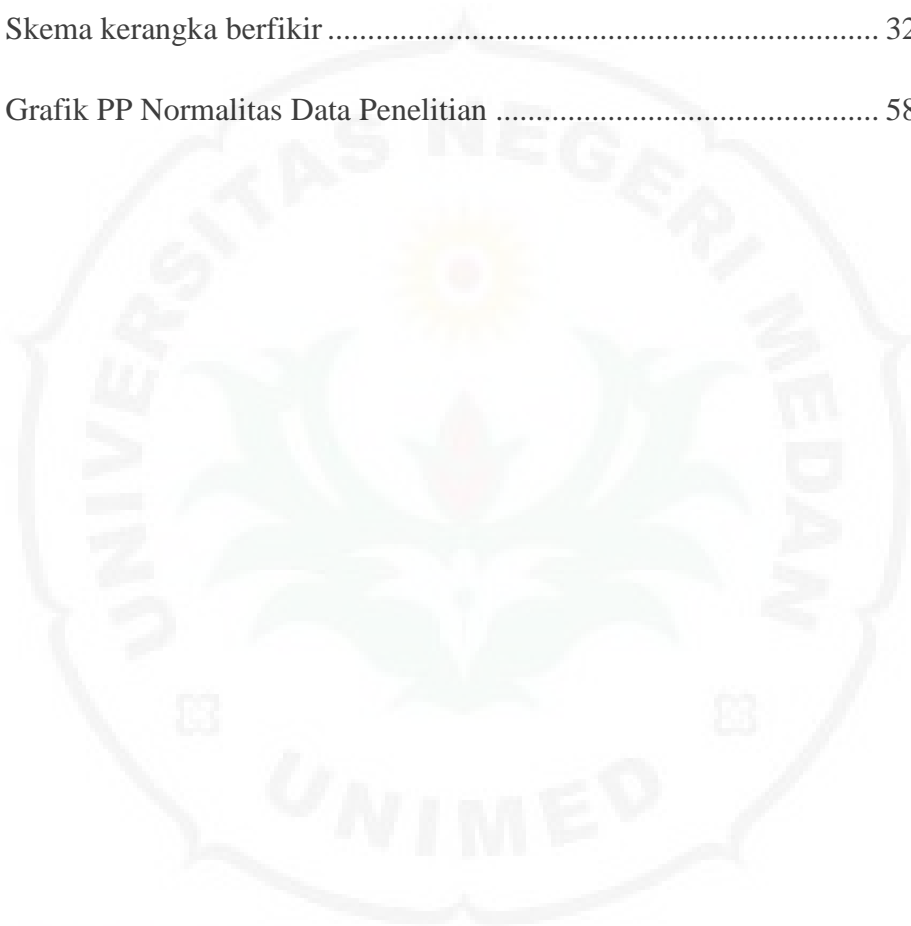 Skema kerangka berfikir ..................................................................... 32
Grafik PP Normalitas Data Penelitian ................................................ 58
UNIVERSITAS NEGERI MEDAN
UNIMED